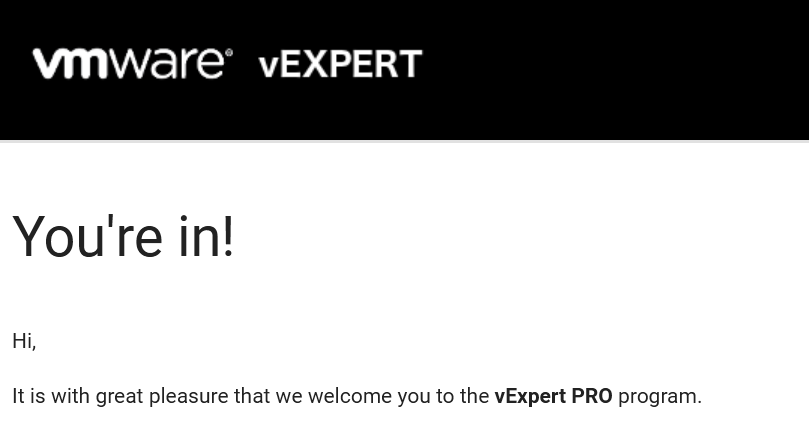 vmware® vEXPERT
You're in!
Hi,
It is with great pleasure that we welcome you to the vExpert PRO program.